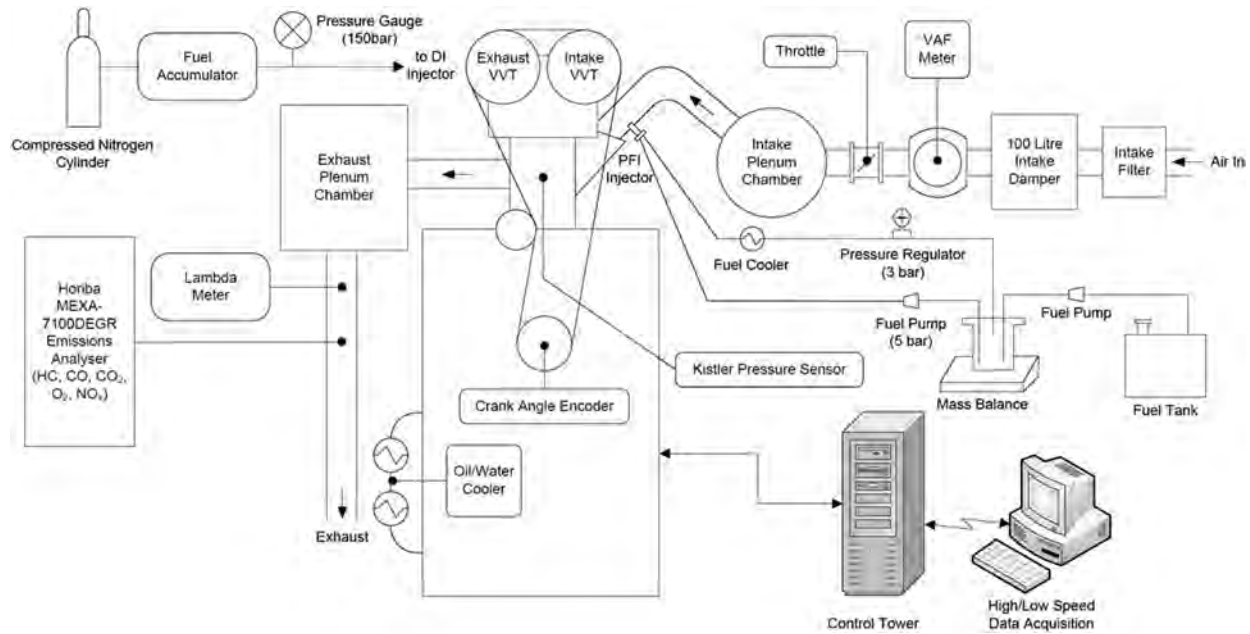 Pressure Gauge
(150bar)
Fuel
Accumulator
to DI
Injector
Compressed Nitrogen
Cylinder
Exhaust
VVT
Intake
VVT
Throttle
VAF
Meter
Exhaust
Plenum
Chamber
PFI
Injector
Intake
Plenum
Chamber
100 Litre
Intake
Damper
Intake
Filter
Air In
Horiba
MEXA-
7100DEGR
Emissions
Analyser
(HC, CO, CO₂,
O₂, NOₓ)
Lambda
Meter
Fuel Cooler
Pressure Regulator
(3 bar)
Fuel Pump
(5 bar)
Fuel Pump
Kistler Pressure Sensor
Mass Balance
Fuel Tank
Crank Angle Encoder
Oil/Water
Cooler
Exhaust
Control Tower
High/Low Speed
Data Acquisition